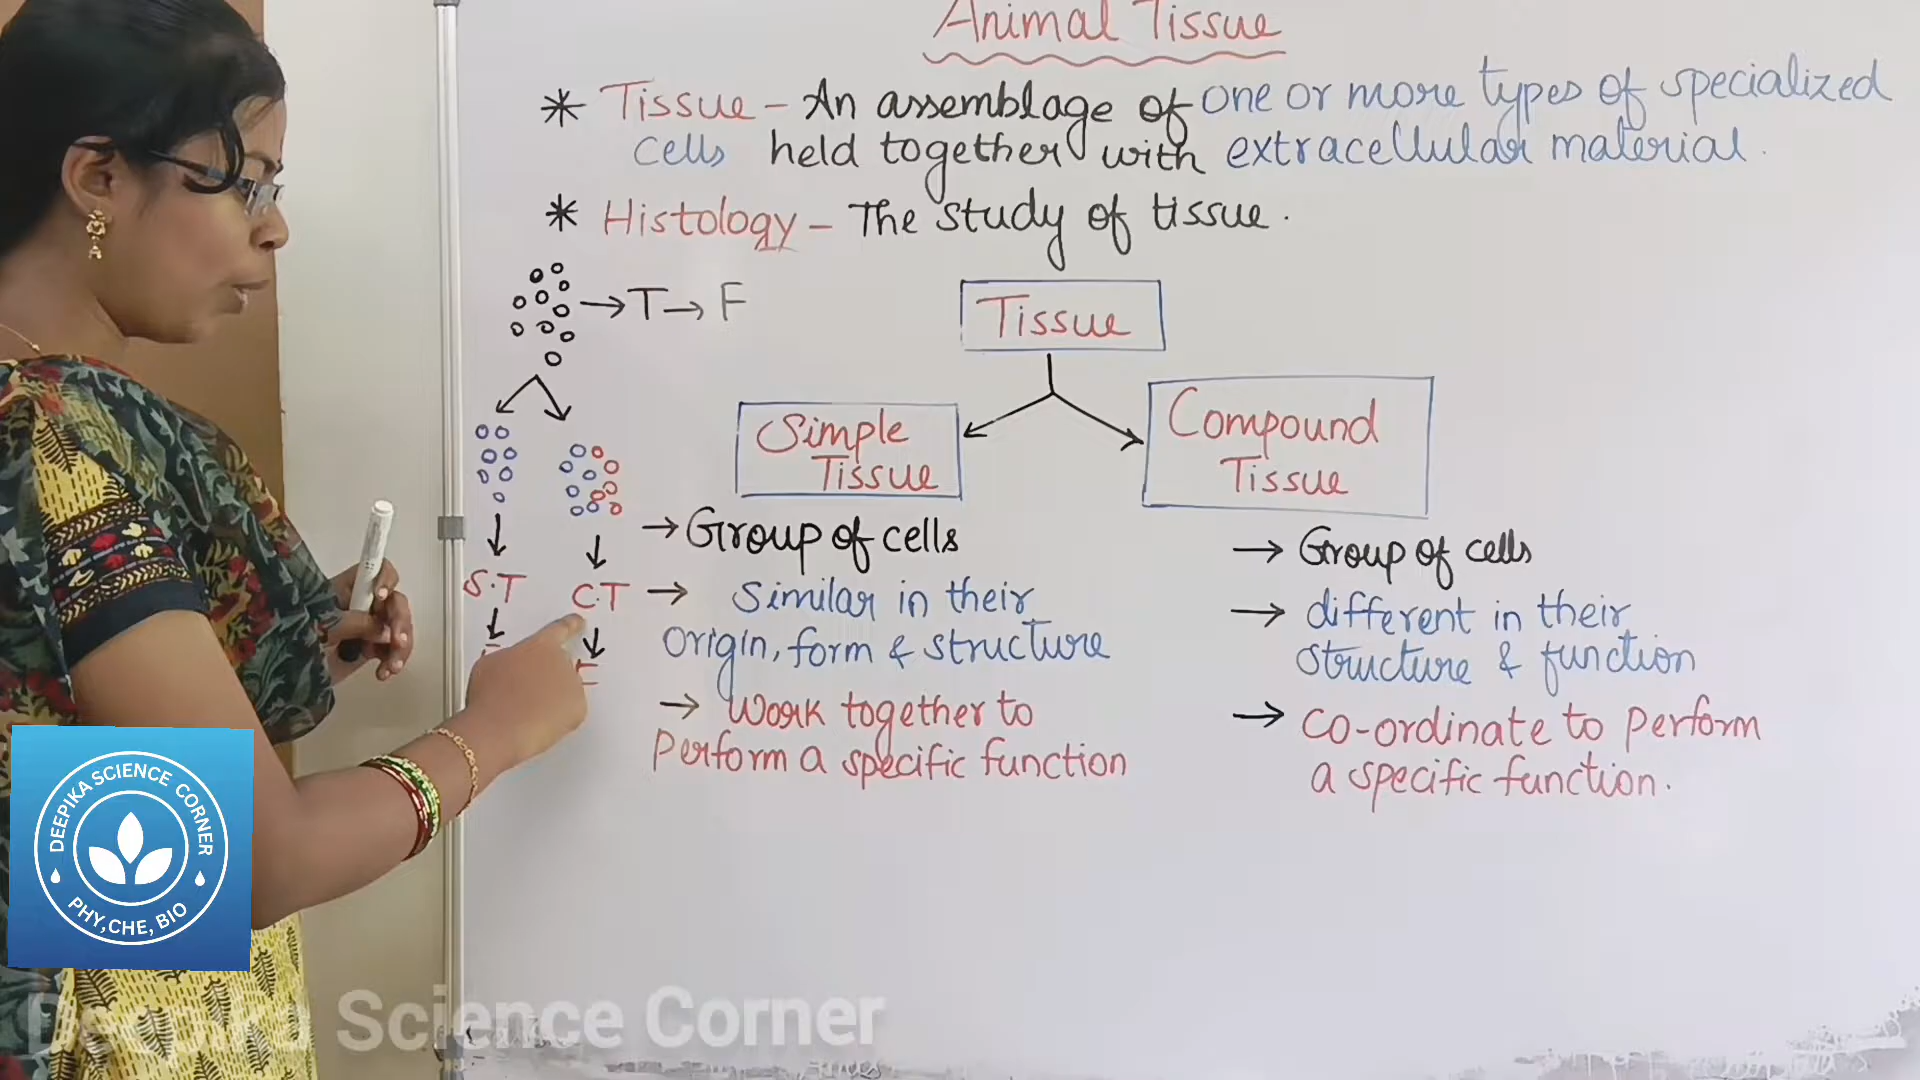 Animal Tissue
* Tissue - An assemblage of one or more types of specialized
cells held together with extracellular material.
* Histology - The study of tissue.
→ T → F
Tissue
Simple
Tissue
Compound
Tissue
→ Group of cells
→ Similar in their
origin, form & structure
→ Work together to
perform a specific function
→ Group of cells
→ different in their
structure & function
→ co-ordinate to perform
a specific function.
S.T
C.T
F
DEEPIKA SCIENCE CORNER
PHY,CHE, BIO
Deepika Science Corner